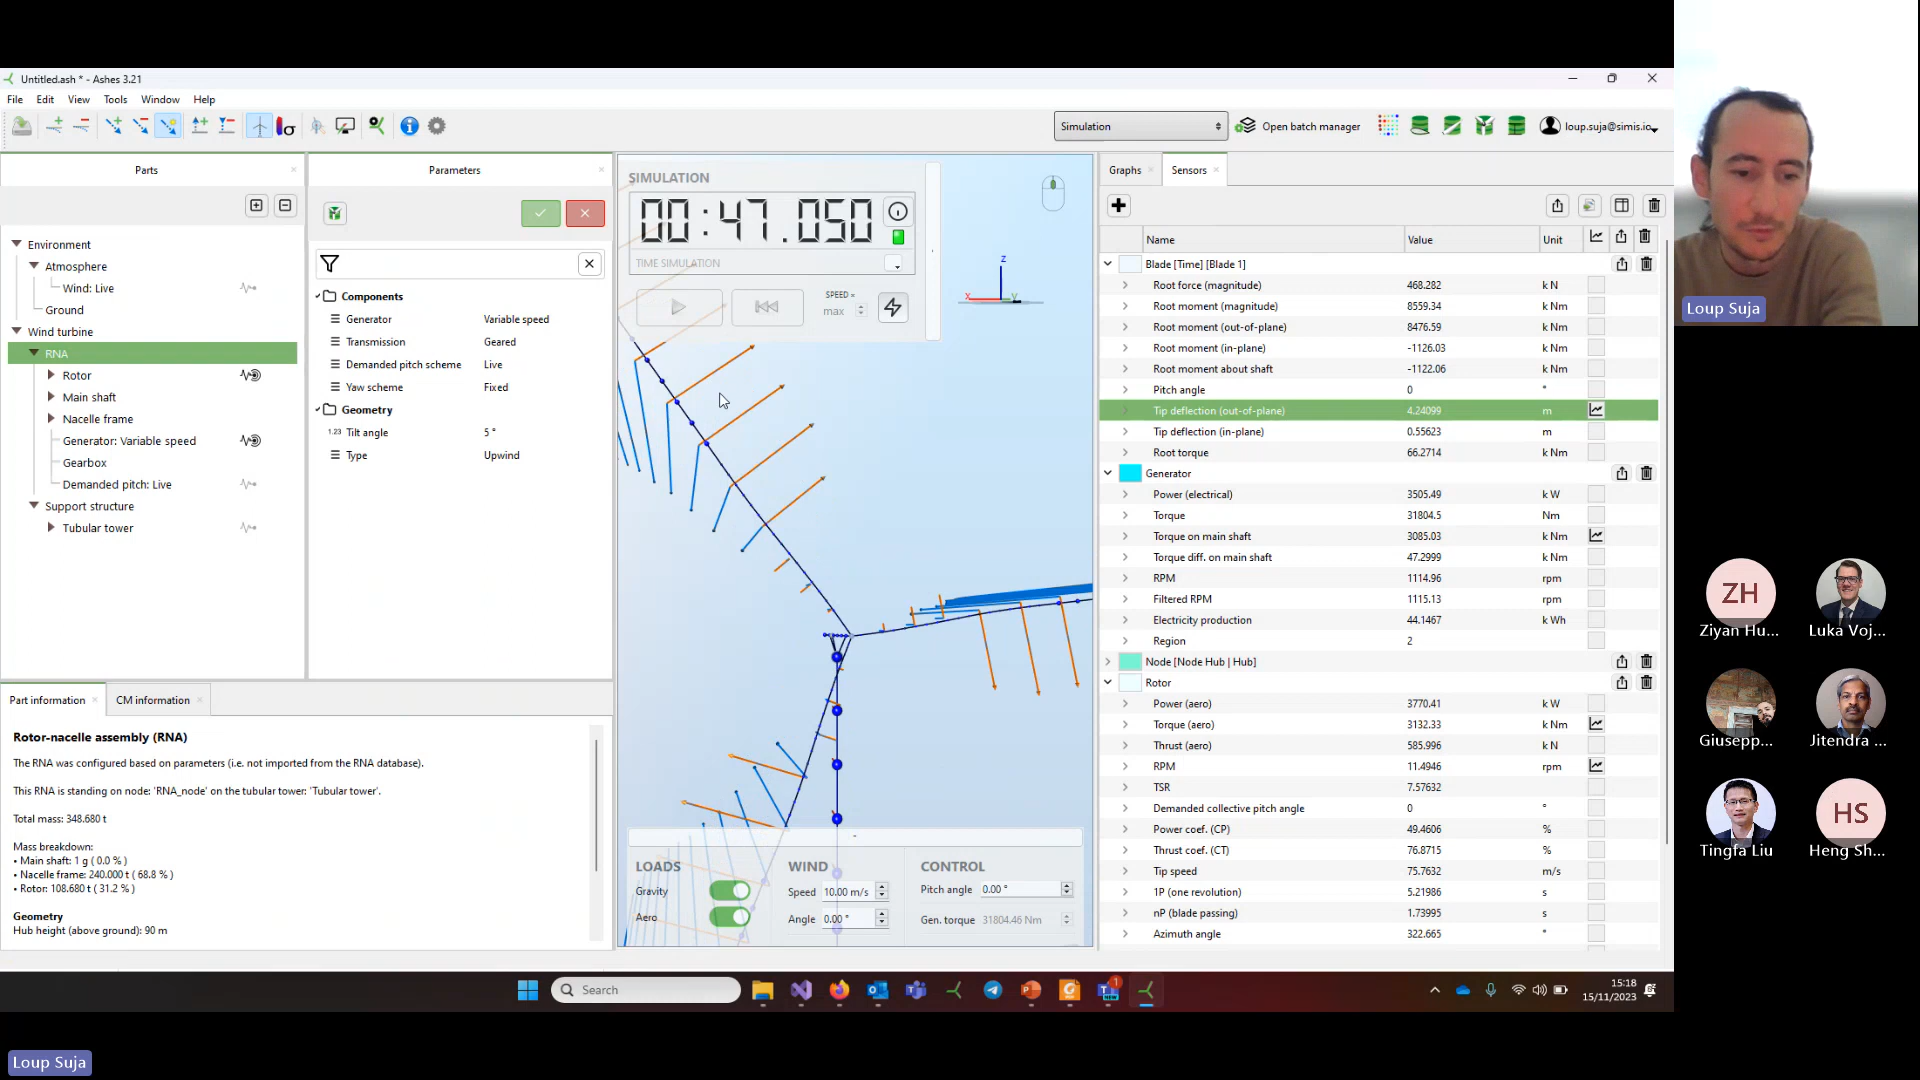 Untitled.ash * - Ashes 3.21
File Edit View Tools Window Help
Simulation
Open batch manager
loup.suja@simis.io
Parts
Environment
Atmosphere
Wind: Live
Ground
Wind turbine
RNA
Rotor
Main shaft
Nacelle frame
Generator: Variable speed
Gearbox
Demanded pitch: Live
Support structure
Tubular tower
Parameters
Components
Generator Variable speed
Transmission Geared
Demanded pitch scheme Live
Yaw scheme Fixed
Geometry
1.23 Tilt angle 5 °
Type Upwind
Part information CM information
Rotor-nacelle assembly (RNA)
The RNA was configured based on parameters (i.e. not imported from the RNA database).
This RNA is standing on node: 'RNA_node' on the tubular tower: 'Tubular tower'.
Total mass: 348.680 t
Mass breakdown:
• Main shaft: 1 g ( 0.0 % )
• Nacelle frame: 240.000 t ( 68.8 % )
• Rotor: 108.680 t ( 31.2 % )
Geometry
Hub height (above ground): 90 m
SIMULATION
00:47.050
TIME SIMULATION
SPEED =
max
z
x y
LOADS
Gravity
Aero
WIND
Speed 10.00 m/s
Angle 0.00 °
CONTROL
Pitch angle 0.00 °
Gen. torque 31804.46 Nm
Graphs Sensors
Name Value Unit
Blade [Time] [Blade 1]
Root force (magnitude) 468.282 k N
Root moment (magnitude) 8559.34 k Nm
Root moment (out-of-plane) 8476.59 k Nm
Root moment (in-plane) -1126.03 k Nm
Root moment about shaft -1122.06 k Nm
Pitch angle 0 °
Tip deflection (out-of-plane) 4.24099 m
Tip deflection (in-plane) 0.55623 m
Root torque 66.2714 k Nm
Generator
Power (electrical) 3505.49 k W
Torque 31804.5 Nm
Torque on main shaft 3085.03 k Nm
Torque diff. on main shaft 47.2999 k Nm
RPM 1114.96 rpm
Filtered RPM 1115.13 rpm
Electricity production 44.1467 k Wh
Region 2
Node [Node Hub | Hub]
Rotor
Power (aero) 3770.41 k W
Torque (aero) 3132.33 k Nm
Thrust (aero) 585.996 k N
RPM 11.4946 rpm
TSR 7.57632
Demanded collective pitch angle 0 °
Power coef. (CP) 49.4606 %
Thrust coef. (CT) 76.8715 %
Tip speed 75.7632 m/s
1P (one revolution) 5.21986 s
nP (blade passing) 1.73995 s
Azimuth angle 322.665 °
Search
1
NEW
15:18
15/11/2023
Loup Suja
Loup Suja
ZH
Ziyan Hu...
Luka Voj...
Giusepp...
Jitendra ...
Tingfa Liu
HS
Heng Sh...